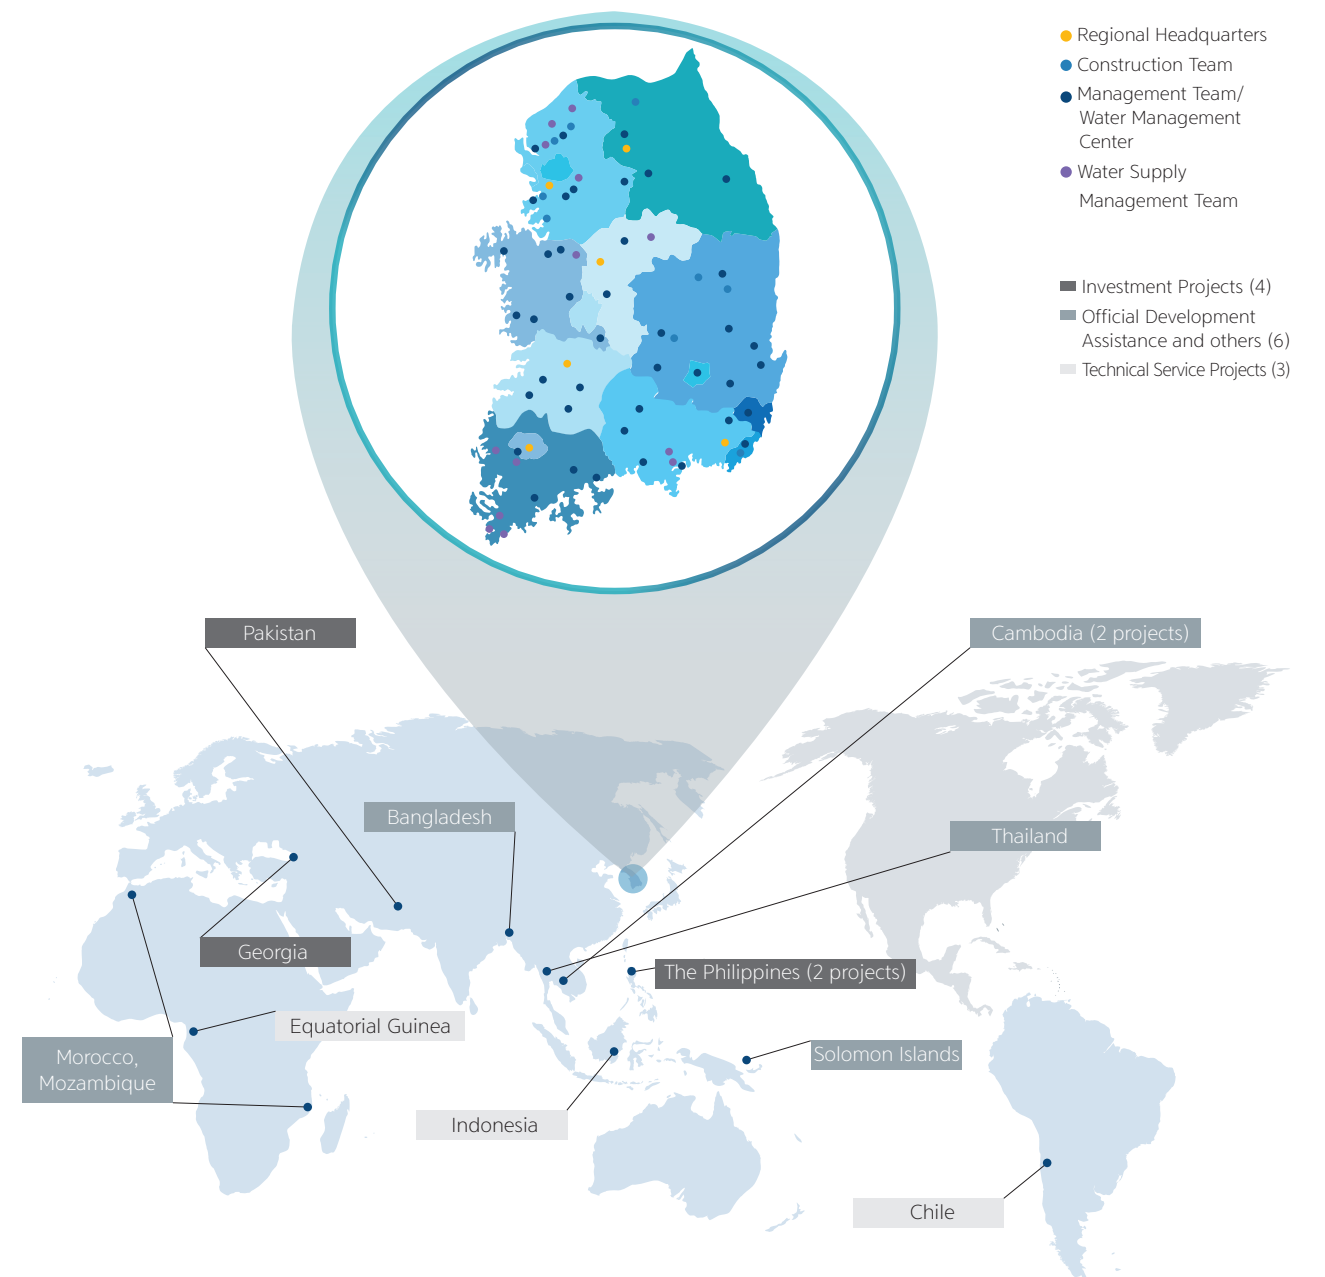 Regional Headquarters
Construction Team
Management Team/
Water Management
Center
Water Supply
Management Team
Investment Projects (4)
Official Development
Assistance and others (6)
Technical Service Projects (3)
Pakistan
Cambodia (2 projects)
Bangladesh
Thailand
Georgia
The Philippines (2 projects)
Equatorial Guinea
Morocco,
Mozambique
Solomon Islands
Indonesia
Chile